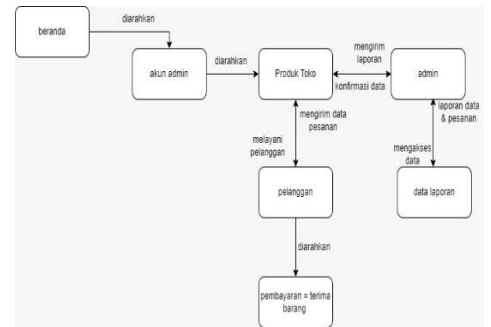 diarahkan
beranda
akun admin
diarahkan
Produk Toko
mengirim
laporan
konfirmasi data
admin
mengirim data
pesanan
melayani
pelanggan
laporan data
& pesanan
mengakses
data
pelanggan
data laporan
diarahkan
pembayaran = terima
barang